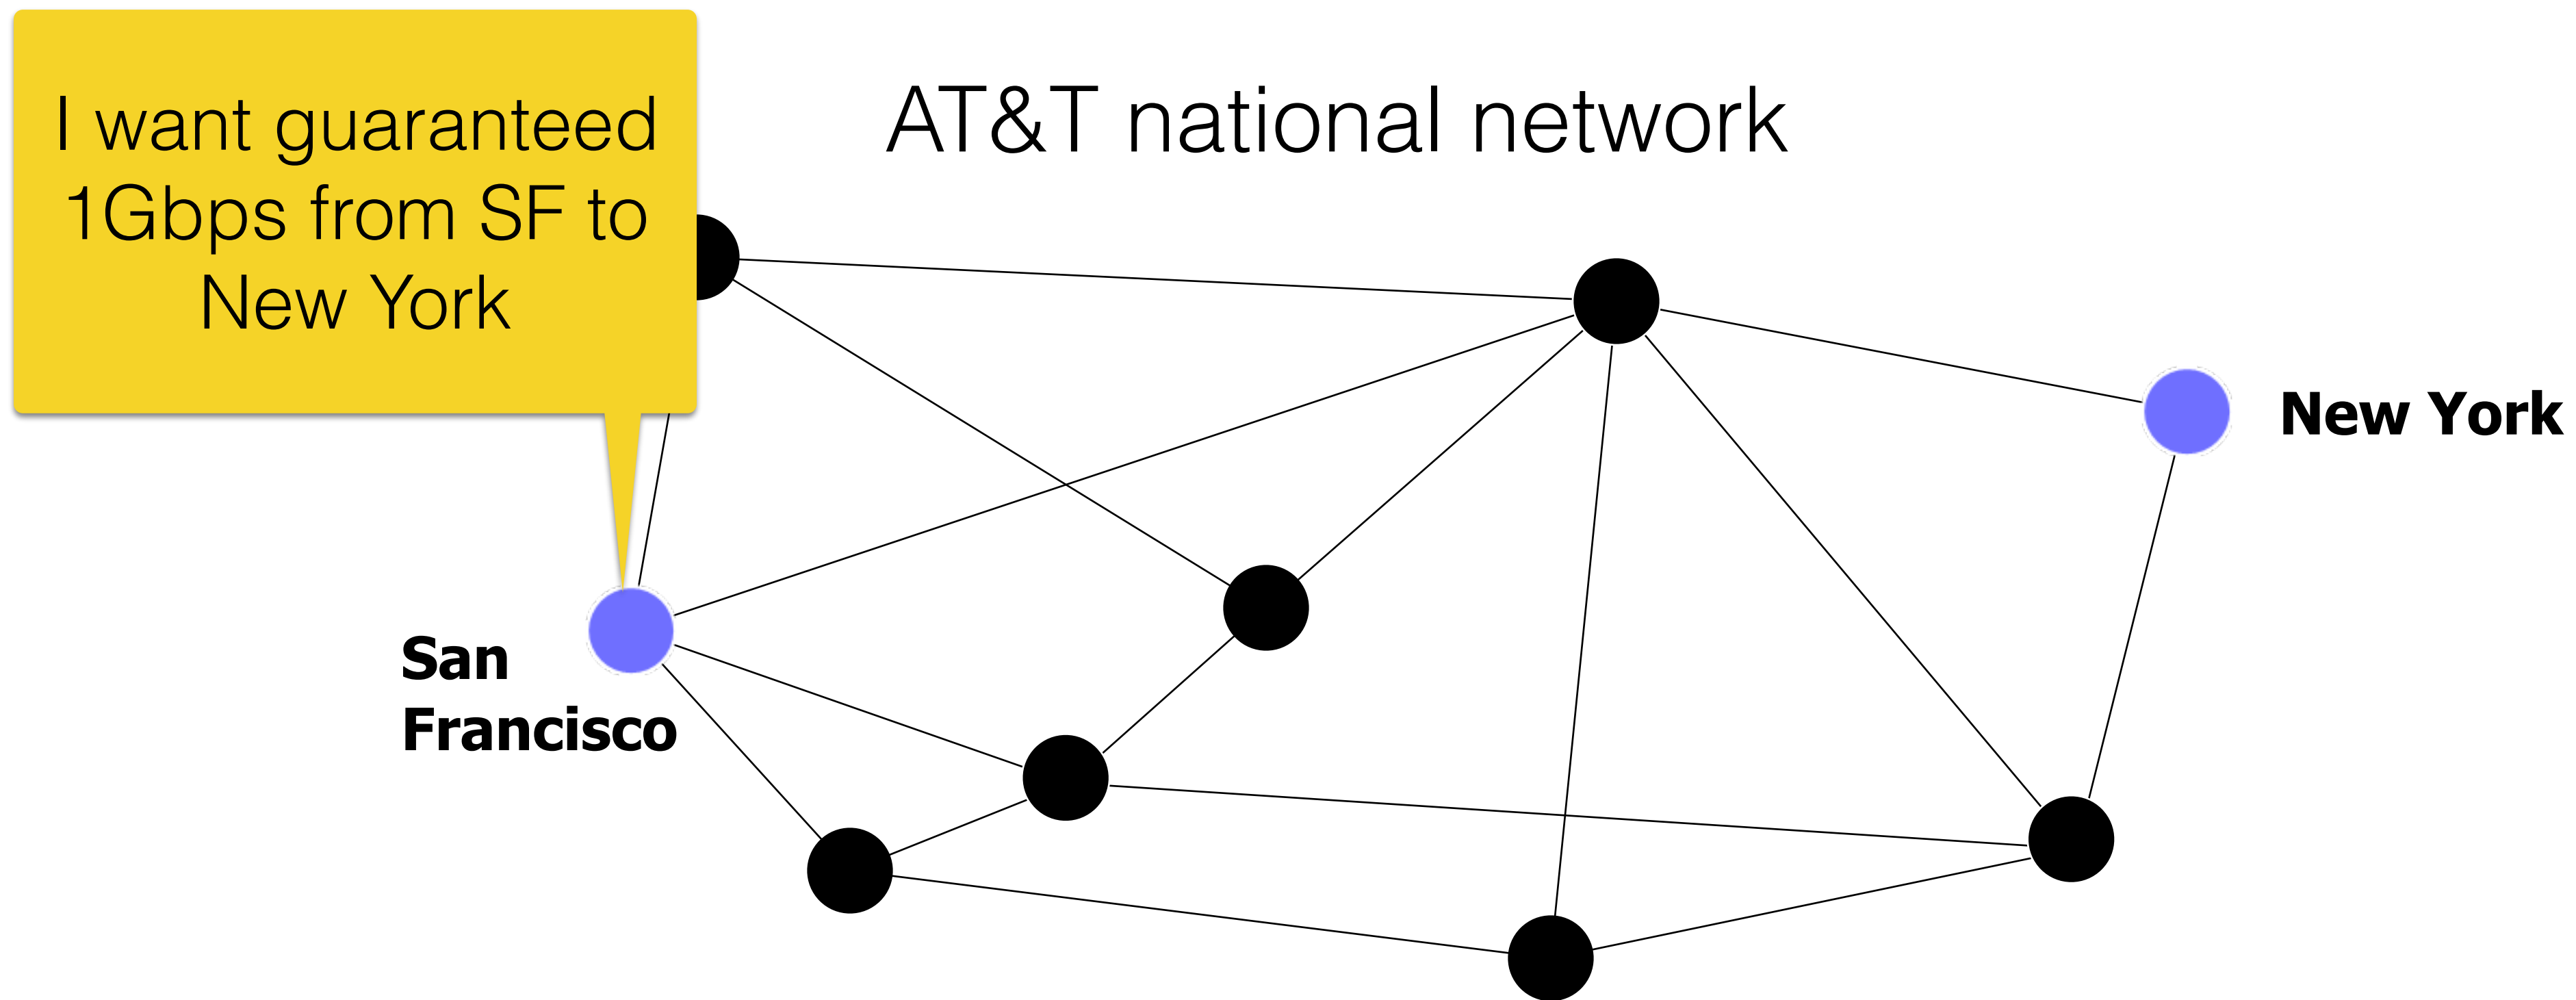 I want guaranteed
1Gbps from SF to
New York
AT&T national network
New York
San
Francisco